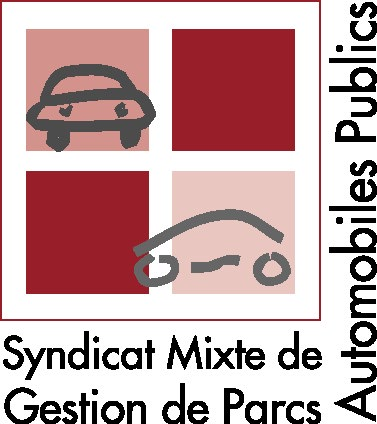 Syndicat Mixte de
Gestion de Parcs
Automobiles Publics